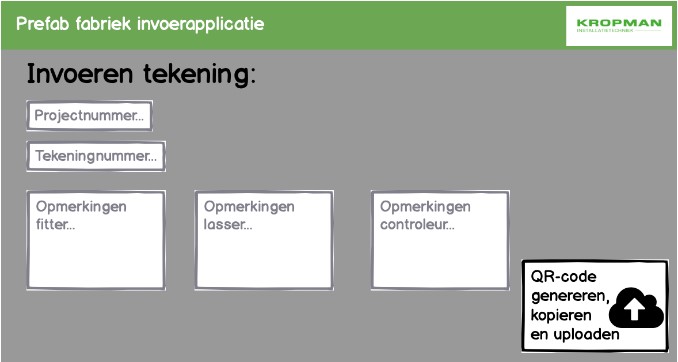 Prefab fabriek invoerapplicatie
KROPMAN
INSTALLATIETECHNIEK
Invoeren tekening:
Projectnummer...
Tekeningnummer...
Opmerkingen
fitter...
Opmerkingen
lasser...
Opmerkingen
controleur...
QR-code
genereren,
kopieren
en uploaden